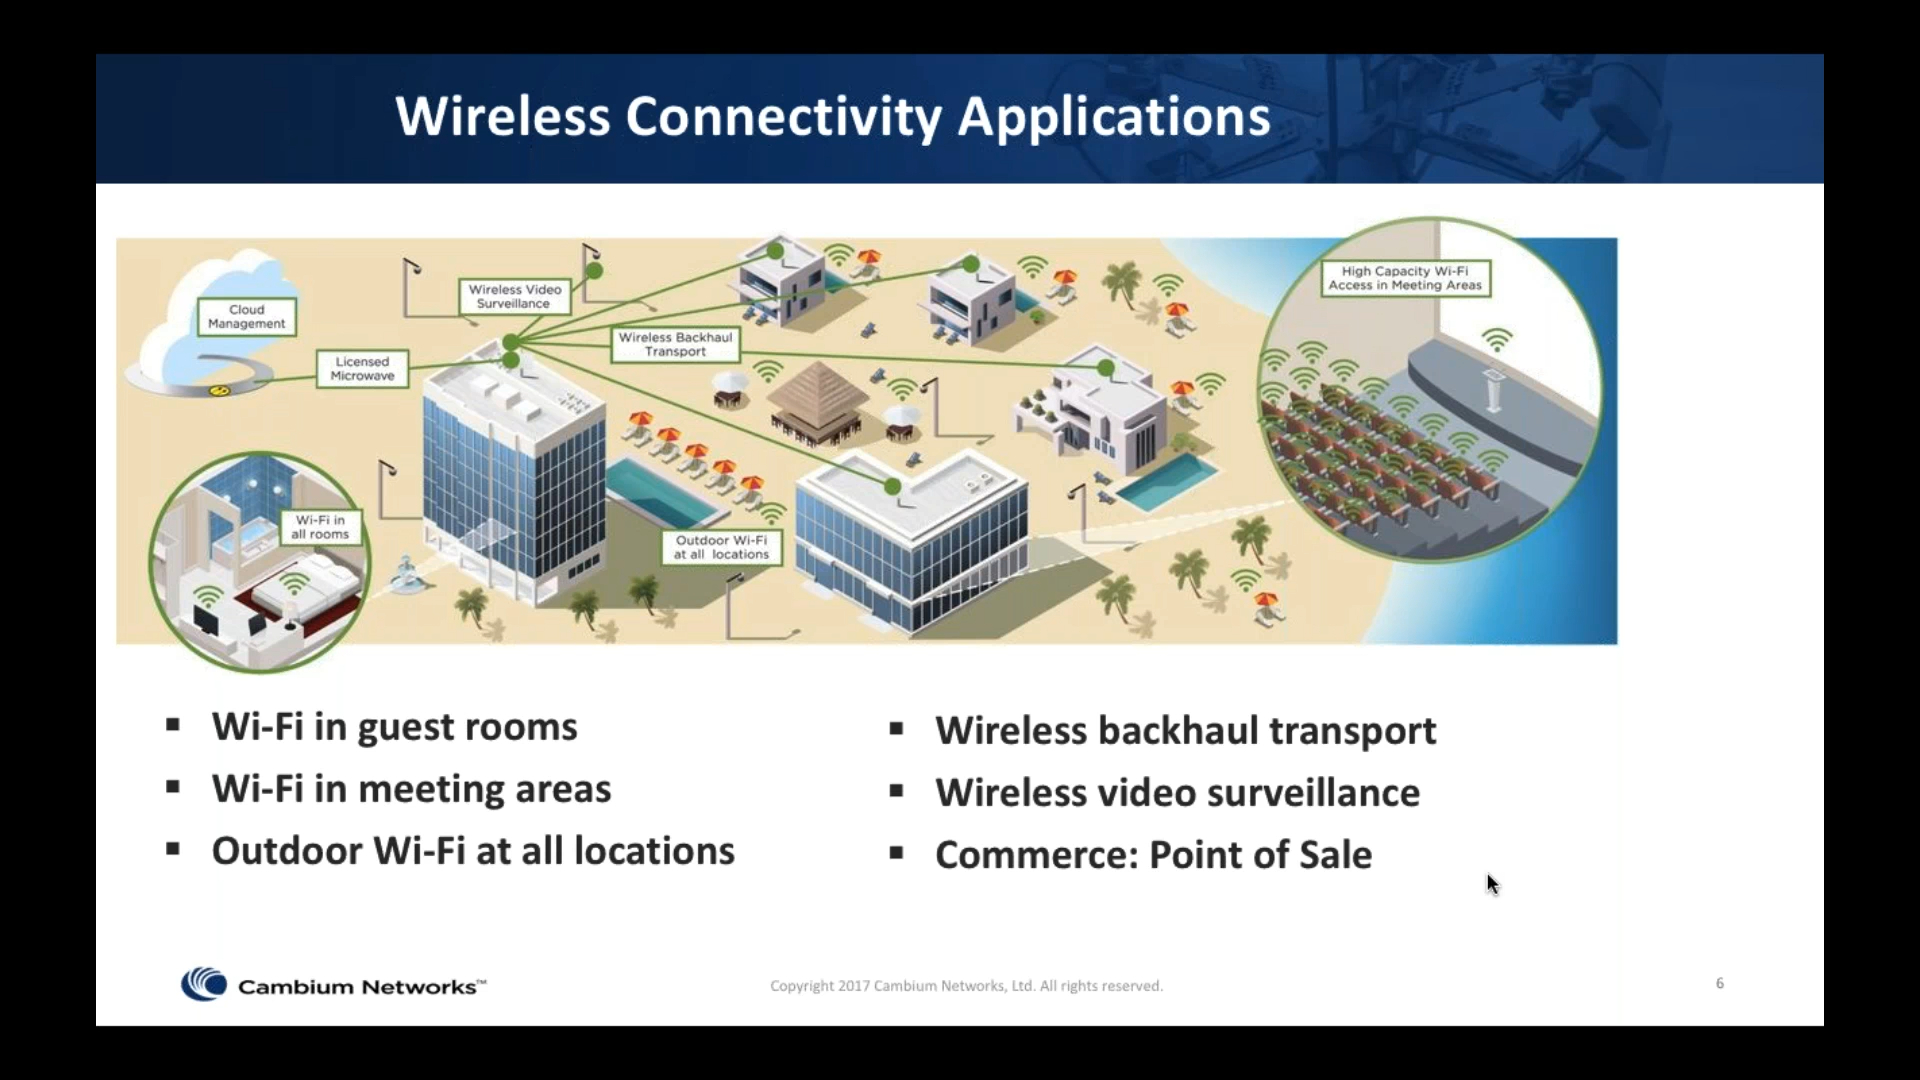 Wireless Connectivity Applications
Cloud
Management
Licensed
Microwave
Wireless Video
Surveillance
Wireless Backhaul
Transport
High Capacity Wi-Fi
Access in Meeting Areas
Wi-Fi in
all rooms
Outdoor Wi-Fi
at all locations
▪ Wi-Fi in guest rooms
▪ Wi-Fi in meeting areas
▪ Outdoor Wi-Fi at all locations
▪ Wireless backhaul transport
▪ Wireless video surveillance
▪ Commerce: Point of Sale
Cambium Networks™
Copyright 2017 Cambium Networks, Ltd. All rights reserved.
6